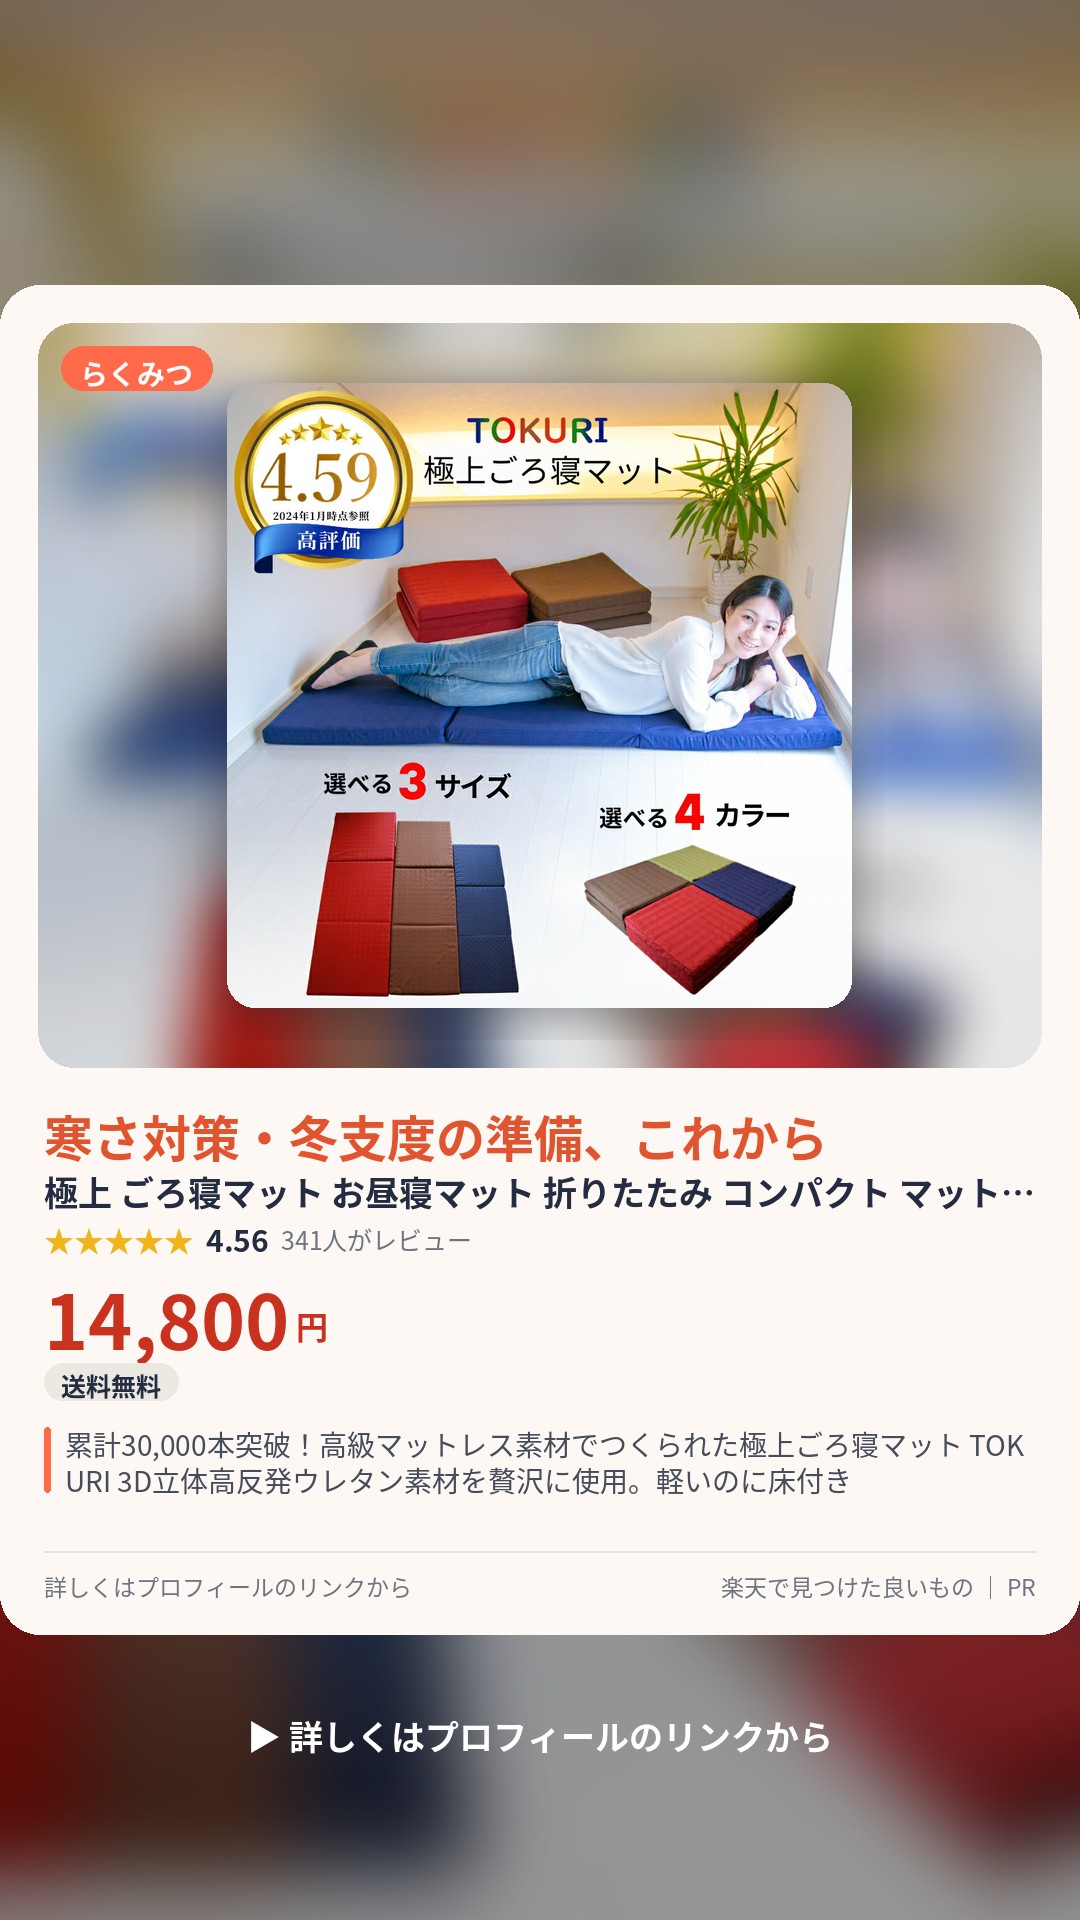 らくみつ
4.59
2024年1月時点参照
高評価
TOKURI
極上ごろ寝マット
選べる3サイズ
選べる4カラー
寒さ対策・冬支度の準備、これから
極上 ごろ寝マット お昼寝マット 折りたたみ コンパクト マット…
★★★★★ 4.56 341人がレビュー
14,800円
送料無料
累計30,000本突破！高級マットレス素材でつくられた極上ごろ寝マット TOK
URI 3D立体高反発ウレタン素材を贅沢に使用。軽いのに床付き
詳しくはプロフィールのリンクから
楽天で見つけた良いもの ｜ PR
▶ 詳しくはプロフィールのリンクから